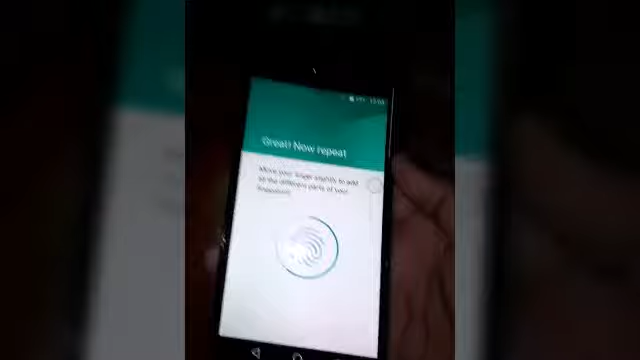 Great! Now repeat
Move your finger slightly to add
all the different parts of your
fingerprint